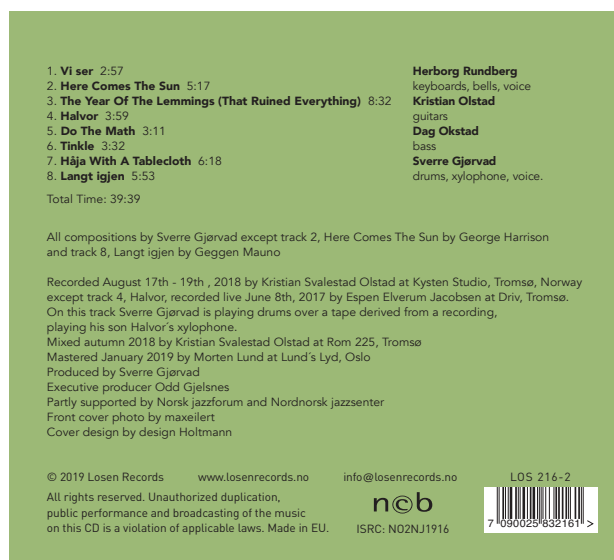 1. Vi ser 2:57
2. Here Comes The Sun 5:17
3. The Year Of The Lemmings (That Ruined Everything) 8:32
4. Halvor 3:59
5. Do The Math 3:11
6. Tinkle 3:32
7. Håja With A Tablecloth 6:18
8. Langt igjen 5:53
Total Time: 39:39
Herborg Rundberg
keyboards, bells, voice
Kristian Olstad
guitars
Dag Okstad
bass
Sverre Gjørvad
drums, xylophone, voice.
All compositions by Sverre Gjørvad except track 2, Here Comes The Sun by George Harrison
and track 8, Langt igjen by Geggen Mauno
Recorded August 17th - 19th , 2018 by Kristian Svalestad Olstad at Kysten Studio, Tromsø, Norway
except track 4, Halvor, recorded live June 8th, 2017 by Espen Elverum Jacobsen at Driv, Tromsø.
On this track Sverre Gjørvad is playing drums over a tape derived from a recording,
playing his son Halvor´s xylophone.
Mixed autumn 2018 by Kristian Svalestad Olstad at Rom 225, Tromsø
Mastered January 2019 by Morten Lund at Lund´s Lyd, Oslo
Produced by Sverre Gjørvad
Executive producer Odd Gjelsnes
Partly supported by Norsk jazzforum and Nordnorsk jazzsenter
Front cover photo by maxeilert
Cover design by design Holtmann
© 2019 Losen Records www.losenrecords.no info@losenrecords.no LOS 216-2
All rights reserved. Unauthorized duplication,
public performance and broadcasting of the music
on this CD is a violation of applicable laws. Made in EU.
ncb
ISRC: NO2NJ1916
7 090025 832161 >